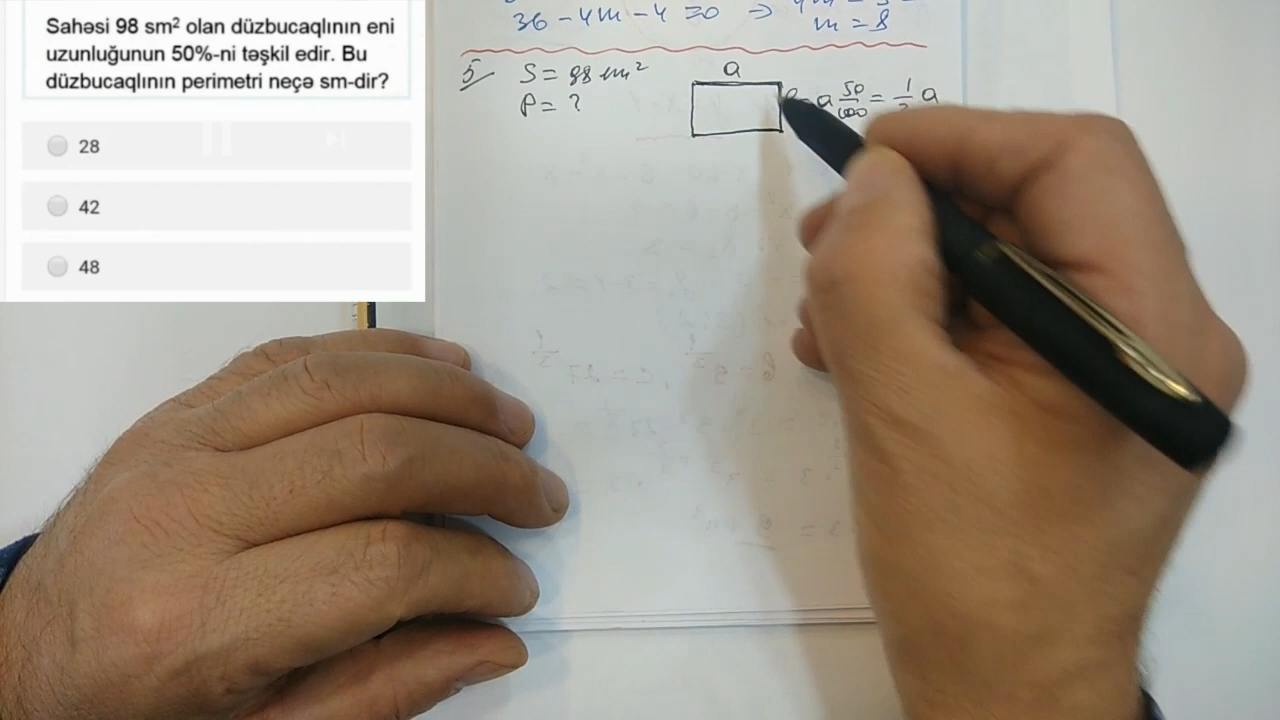 Sahəsi 98 sm² olan düzbucaqlının eni
uzunluğunun 50%-ni təşkil edir. Bu
düzbucaqlının perimetri neçə sm-dir?
28
42
48
36 - 4m - 4 = 0 ⇒
m = 8
5 S = 98 sm²
P = ?
a
a 50/100 = 1/2 a